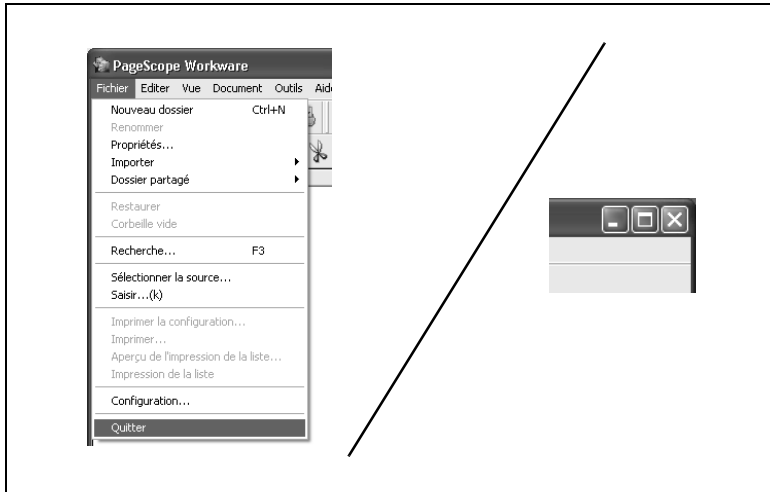 PageScope Workware
Fichier Editer Vue Document Outils
Nouveau dossier Ctrl+N
Renommer
Propriétés...
Importer
Dossier partagé
Restaurer
Corbeille vide
Recherche... F3
Sélectionner la source...
Saisir...(k)
Imprimer la configuration...
Imprimer...
Aperçu de l'impression de la liste...
Impression de la liste
Configuration...
Quitter